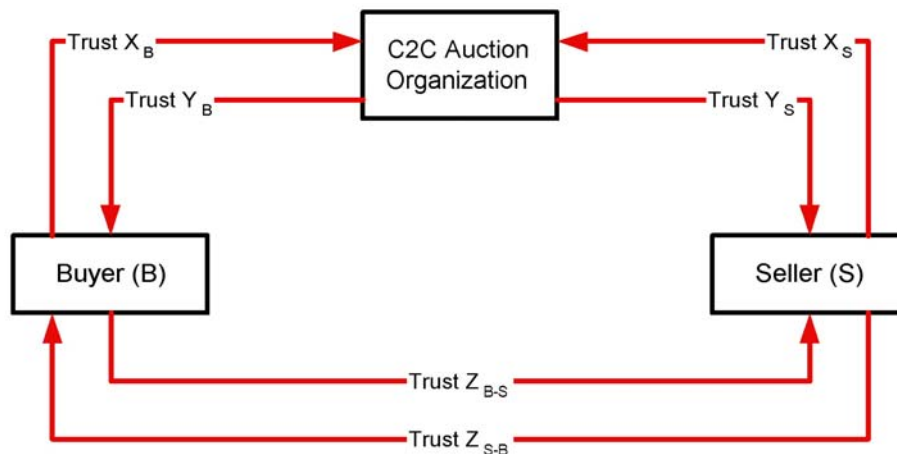 Trust X B
C2C Auction
Organization
Trust X S
Trust Y B
Trust Y S
Buyer (B)
Seller (S)
Trust Z B-S
Trust Z S-B